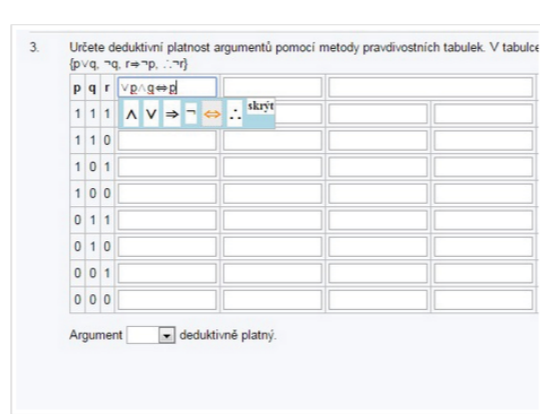 3. Určete deduktivní platnost argumentů pomocí metody pravdivostních tabulek. V tabulce
{p∨q, ¬q, r⇒¬p, ∴¬r}
p q r ∨p∧q⇔p
1 1 1 ∧ ∨ ⇒ ¬ ⇔ ∴ skrýt
1 1 0
1 0 1
1 0 0
0 1 1
0 1 0
0 0 1
0 0 0
Argument deduktivně platný.